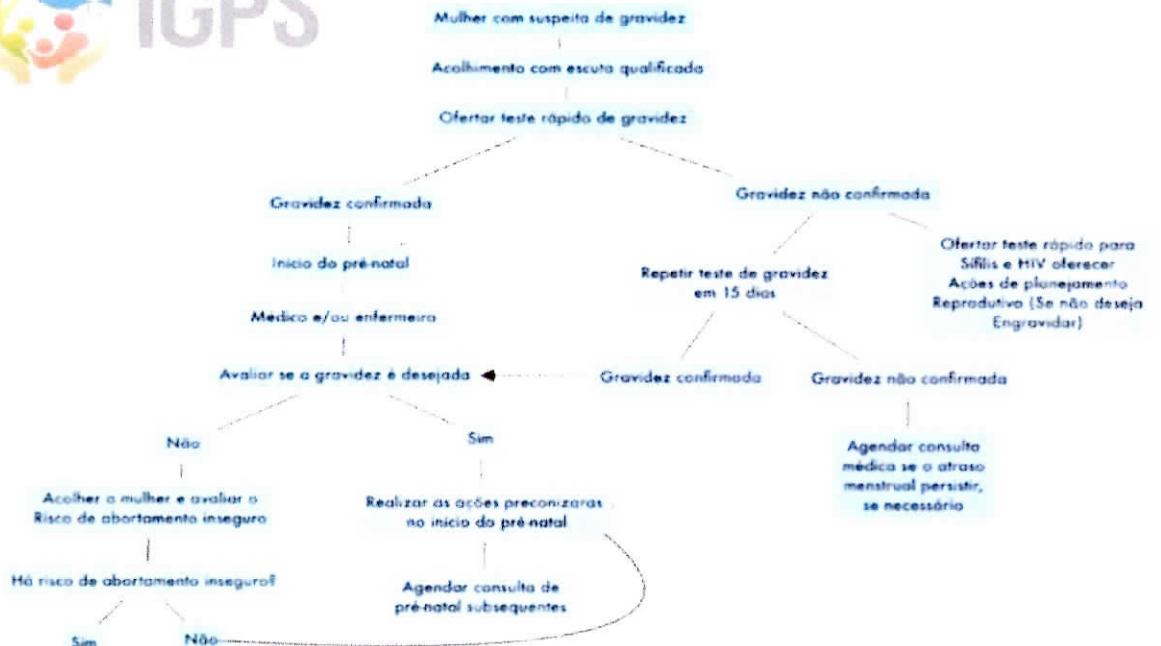 IGPS
Mulher com suspeita de gravidez
Acolhimento com escuta qualificada
Ofertar teste rápido de gravidez
Gravidez confirmada
Gravidez não confirmada
Início do pré-natal
Ofertar teste rápido para
Sífilis e HIV oferecer
Ações de planejamento
Reprodutivo (Se não deseja
Engravidar)
Repetir teste de gravidez
em 15 dias
Médico e/ou enfermeira
Avaliar se a gravidez é desejada
Gravidez confirmada
Gravidez não confirmada
Não
Sim
Agendar consulta
médica se o atraso
menstrual persistir,
se necessário
Acolher a mulher e avaliar o
Risco de abortamento inseguro
Realizar as ações preconizaras
no início do pré-natal
Há risco de abortamento inseguro?
Agendar consulta de
pré-natal subsequentes
Sim
Não